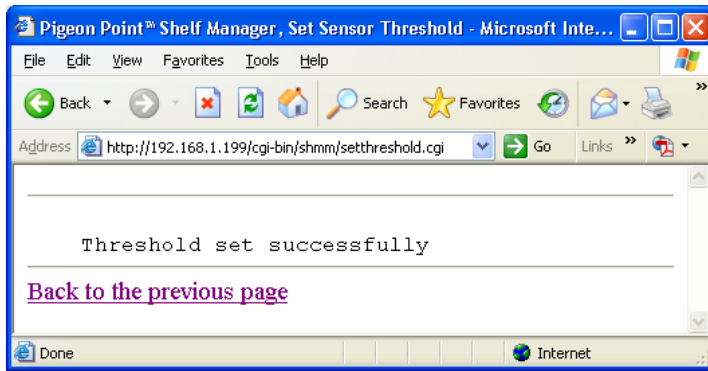 Pigeon Point™ Shelf Manager, Set Sensor Threshold - Microsoft Inte...
File Edit View Favorites Tools Help
Back Search Favorites »
Address http://192.168.1.199/cgi-bin/shmm/setthreshold.cgi Go Links »
Threshold set successfully
Back to the previous page
Done Internet